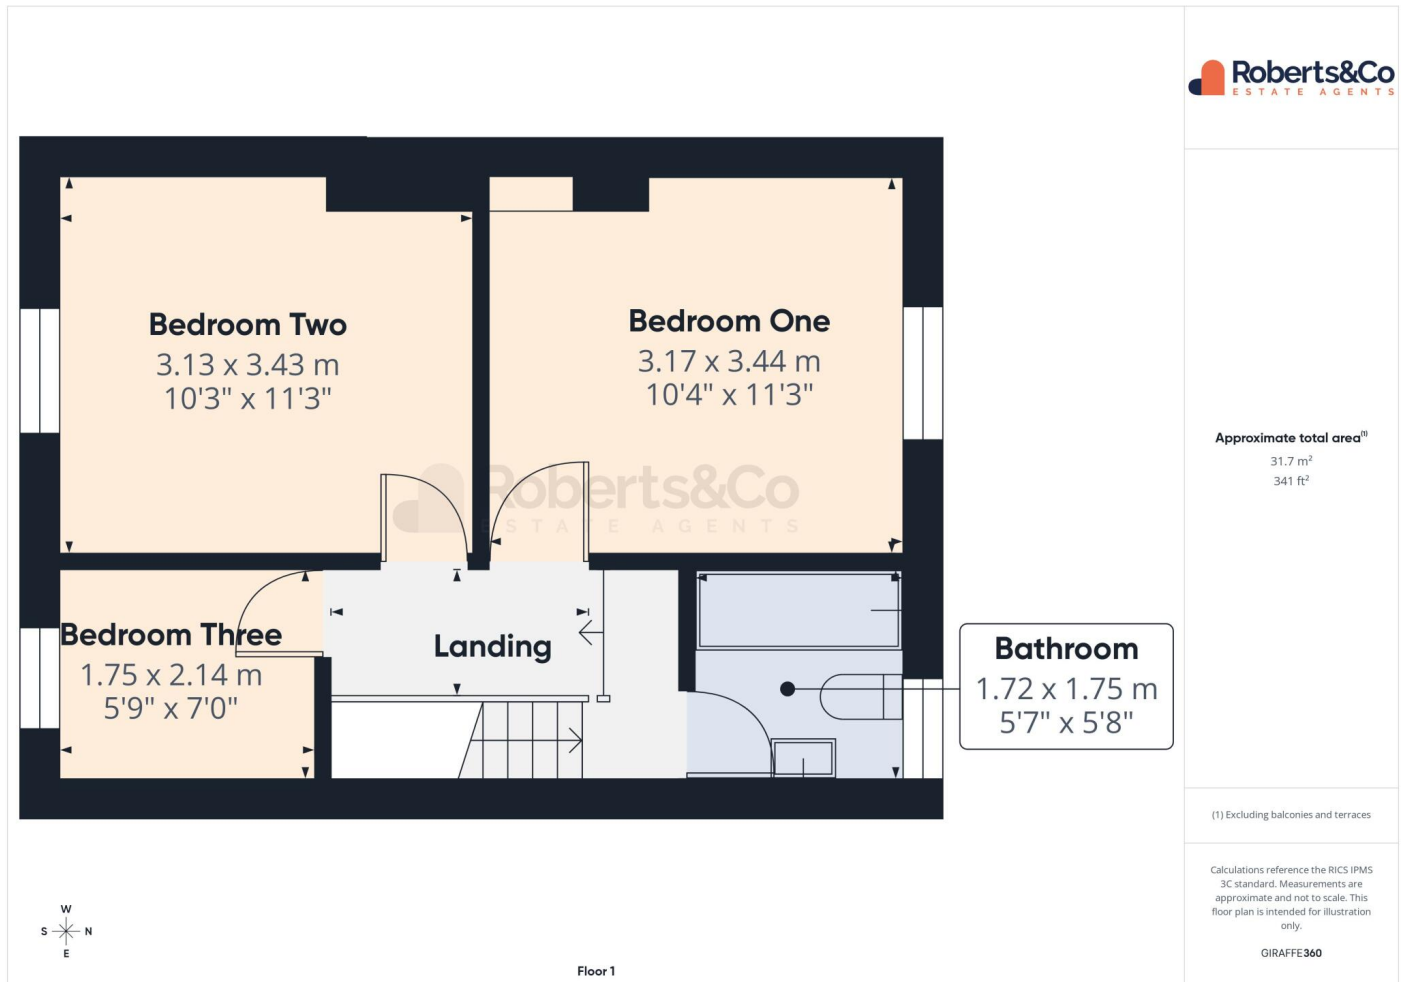 Roberts&Co
ESTATE AGENTS
Bedroom Two
3.13 x 3.43 m
10'3" x 11'3"
Bedroom One
3.17 x 3.44 m
10'4" x 11'3"
Roberts&Co
ESTATE AGENTS
Bedroom Three
1.75 x 2.14 m
5'9" x 7'0"
Landing
Bathroom
1.72 x 1.75 m
5'7" x 5'8"
Approximate total area(1)
31.7 m²
341 ft²
(1) Excluding balconies and terraces
Calculations reference the RICS IPMS
3C standard. Measurements are
approximate and not to scale. This
floor plan is intended for illustration
only.
GIRAFFE360
W
S N
E
Floor 1